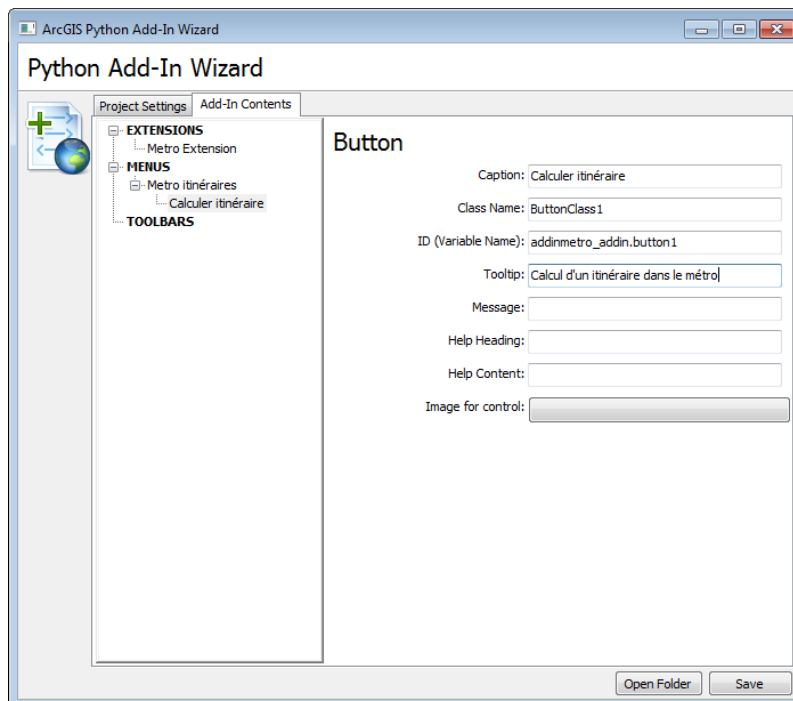 ArcGIS Python Add-In Wizard
Python Add-In Wizard
Project Settings
Add-In Contents
EXTENSIONS
Metro Extension
MENUS
Metro itinéraires
Calculer itinéraire
TOOLBARS
Button
Caption: Calculer itinéraire
Class Name: ButtonClass1
ID (Variable Name): addinmetro_addin.button1
Tooltip: Calcul d'un itinéraire dans le métro
Message:
Help Heading:
Help Content:
Image for control:
Open Folder
Save